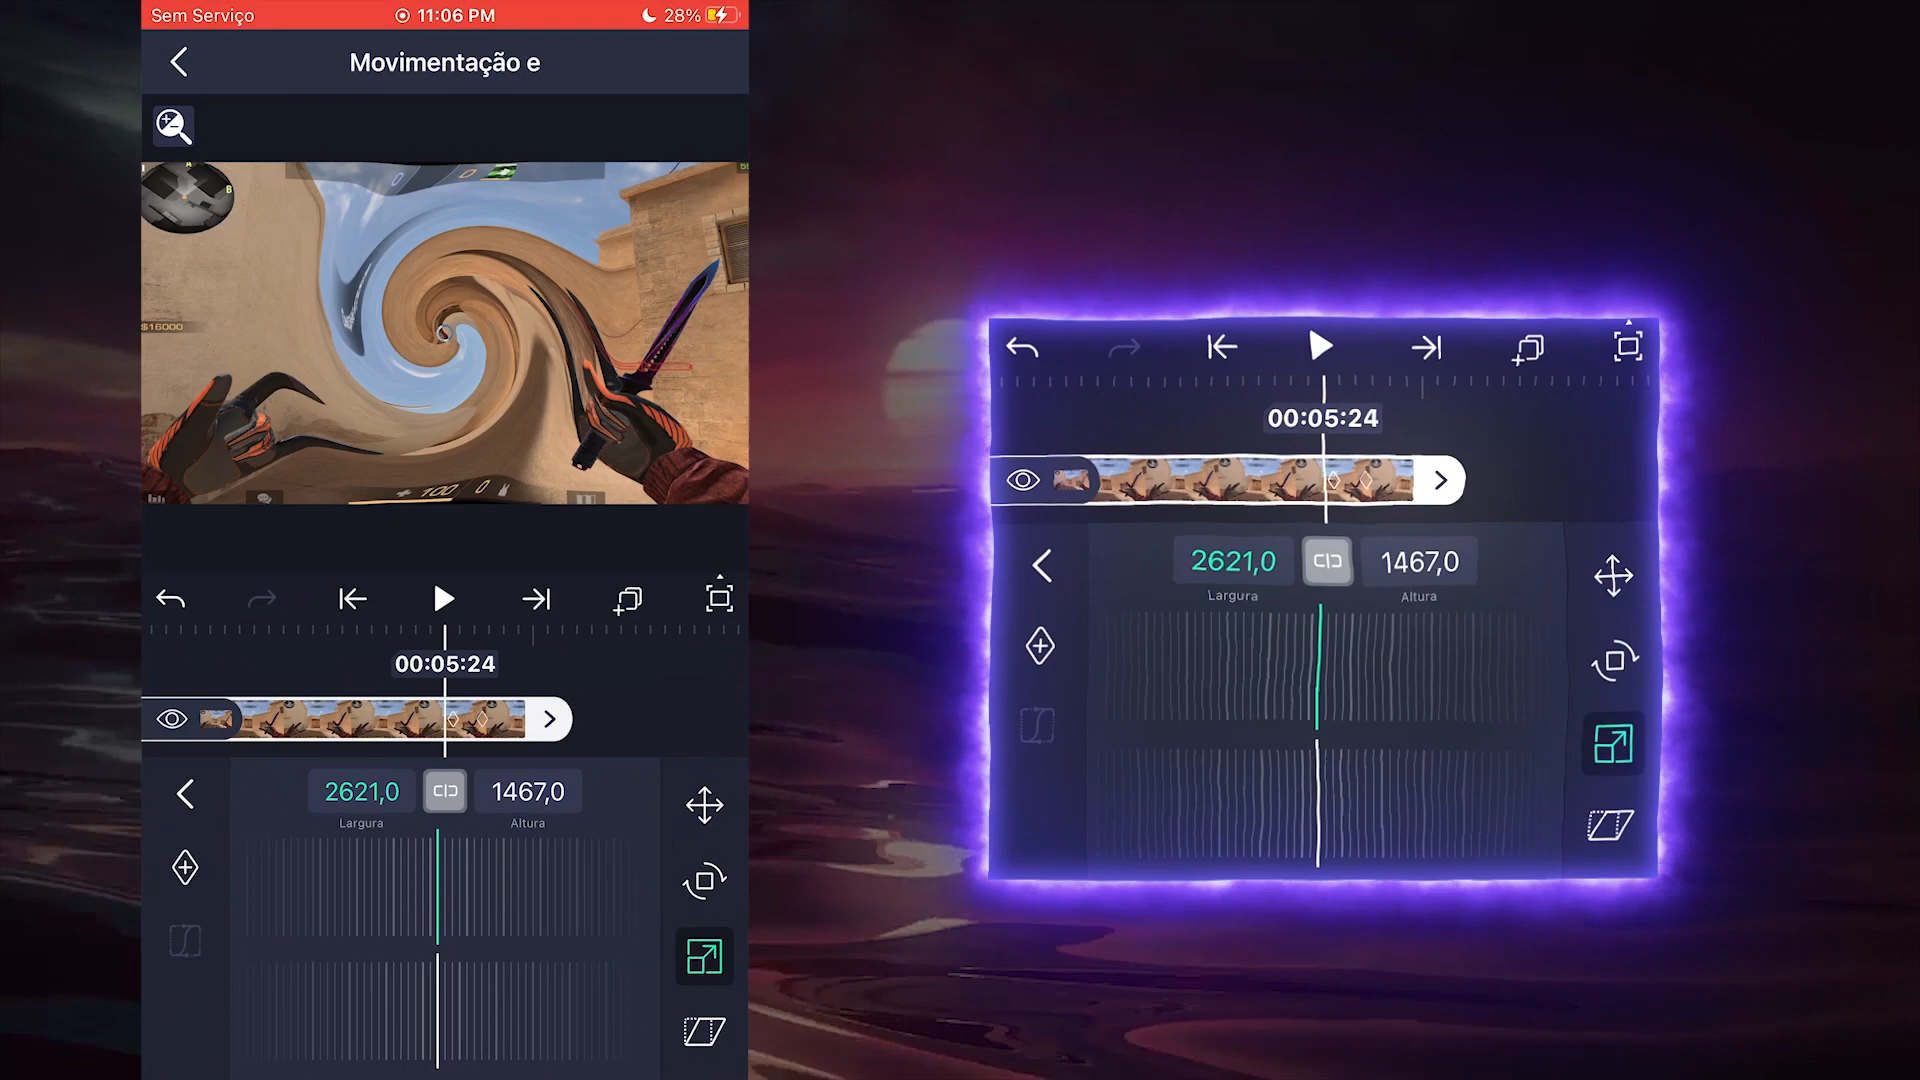 Sem Serviço
11:06 PM
28%
Movimentação e
A
B
$16000
100
0
00:05:24
2621,0
1467,0
Largura
Altura
00:05:24
2621,0
1467,0
Largura
Altura